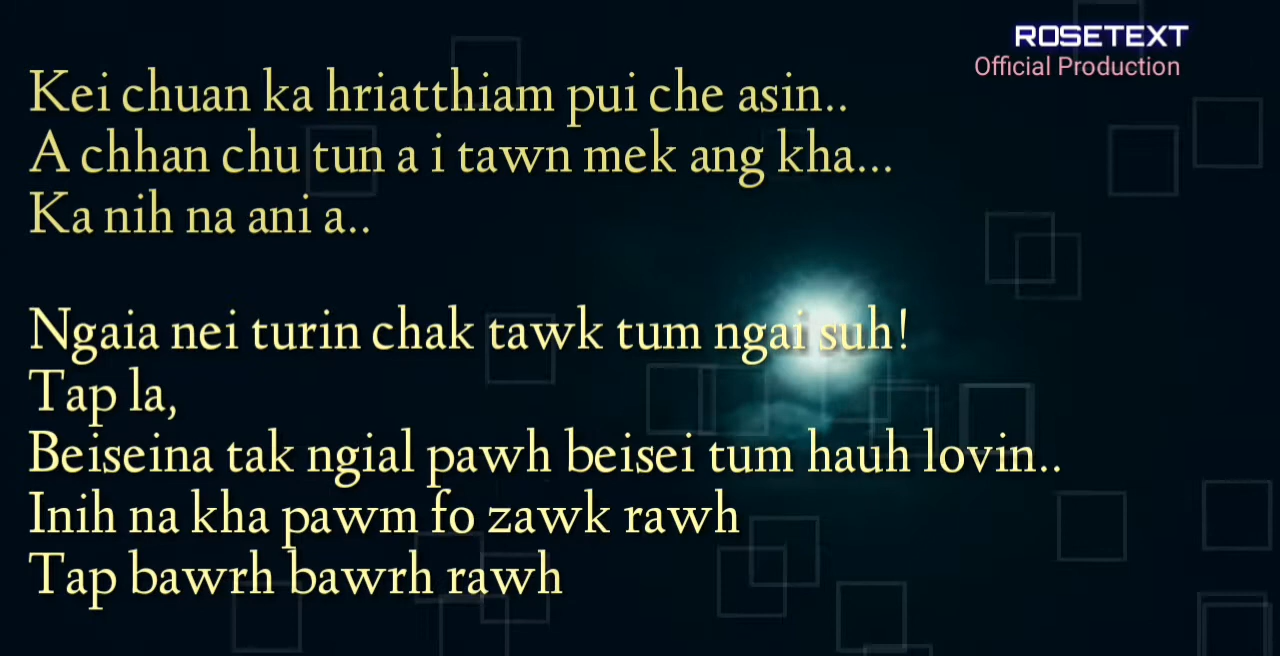 ROSETEXT
Official Production
Kei chuan ka hriatthiam pui che asin..
A chhan chu tun a i tawn mek ang kha...
Ka nih na ani a..
Ngaia nei turin chak tawk tum ngai suh!
Tap la,
Beiseina tak ngial pawh beisei tum hauh lovin..
Inih na kha pawm fo zawk rawh
Tap bawrh bawrh rawh